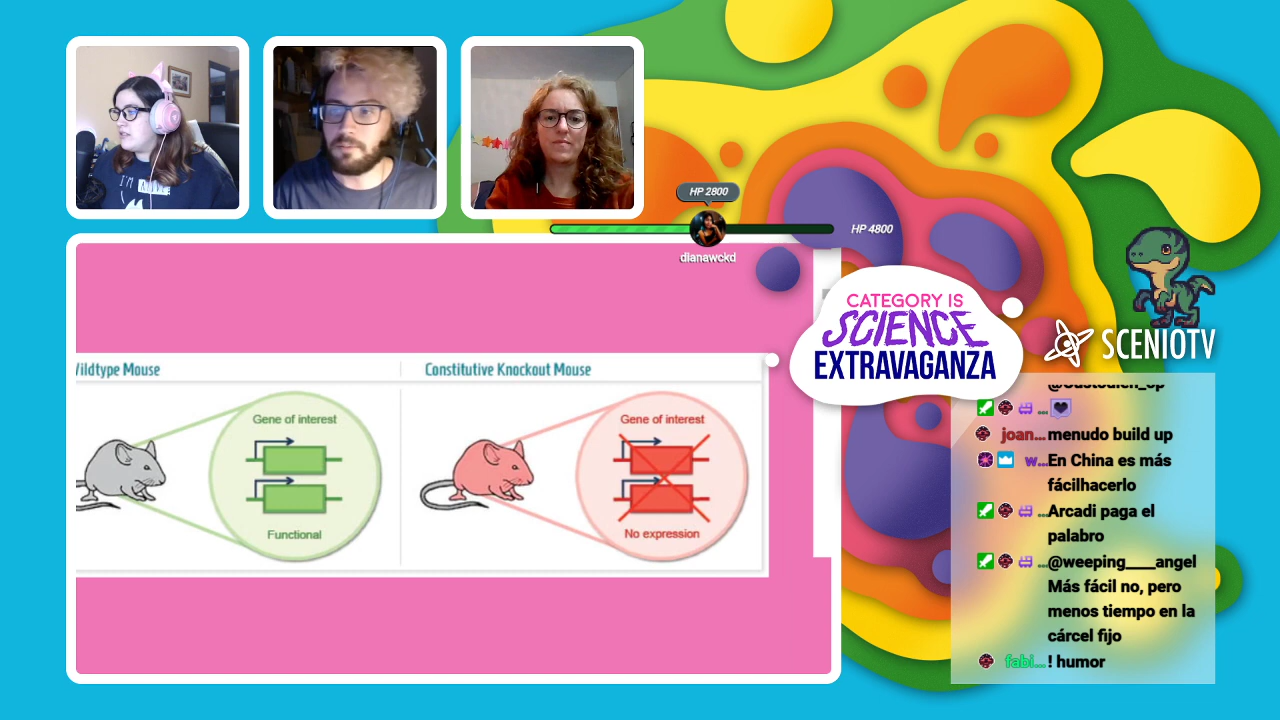 I'M
HP 2800
HP 4800
dianawckd
CATEGORY IS
SCIENCE
EXTRAVAGANZA
SCENIOTV
Wildtype Mouse
Constitutive Knockout Mouse
Gene of interest
Functional
Gene of interest
No expression
@Custodien_op
joan... menudo build up
w... En China es más
fácilhacerlo
... Arcadi paga el
palabro
... @weeping____angel
Más fácil no, pero
menos tiempo en la
cárcel fijo
fabi... ! humor